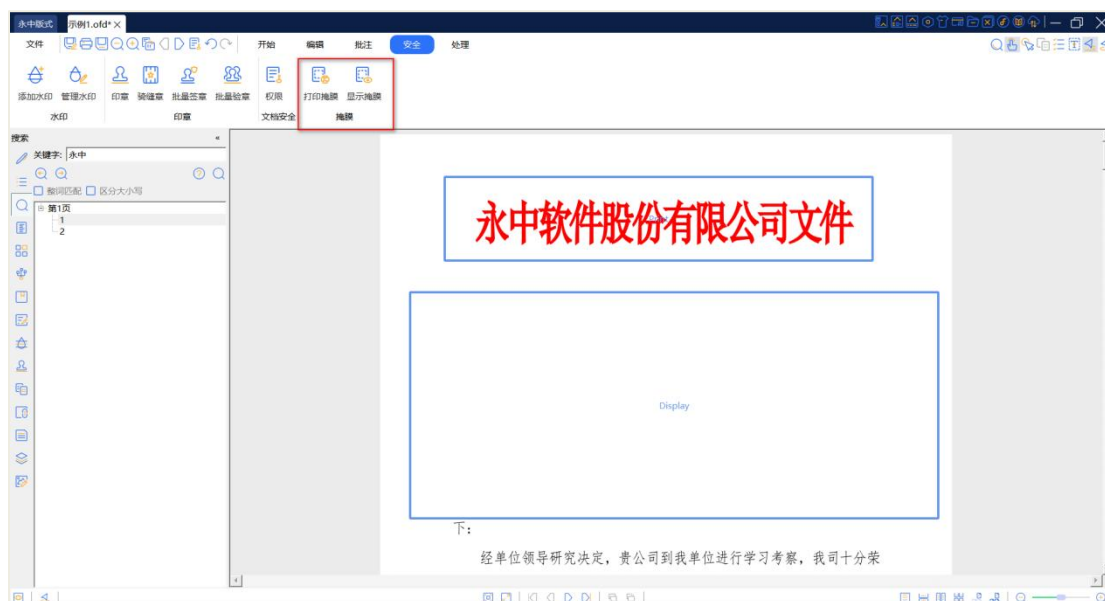 永中版式 示例1.ofd* ×
文件 开始 编辑 批注 安全 处理
添加水印 管理水印 印章 骑缝章 批量签章 批量验章 权限 打印掩膜 显示掩膜
水印 印章 文档安全 掩膜
搜索
关键字: 永中
整词匹配 区分大小写
第1页
1
2
永中软件股份有限公司文件
Display
下：
经单位领导研究决定，贵公司到我单位进行学习考察，我司十分荣